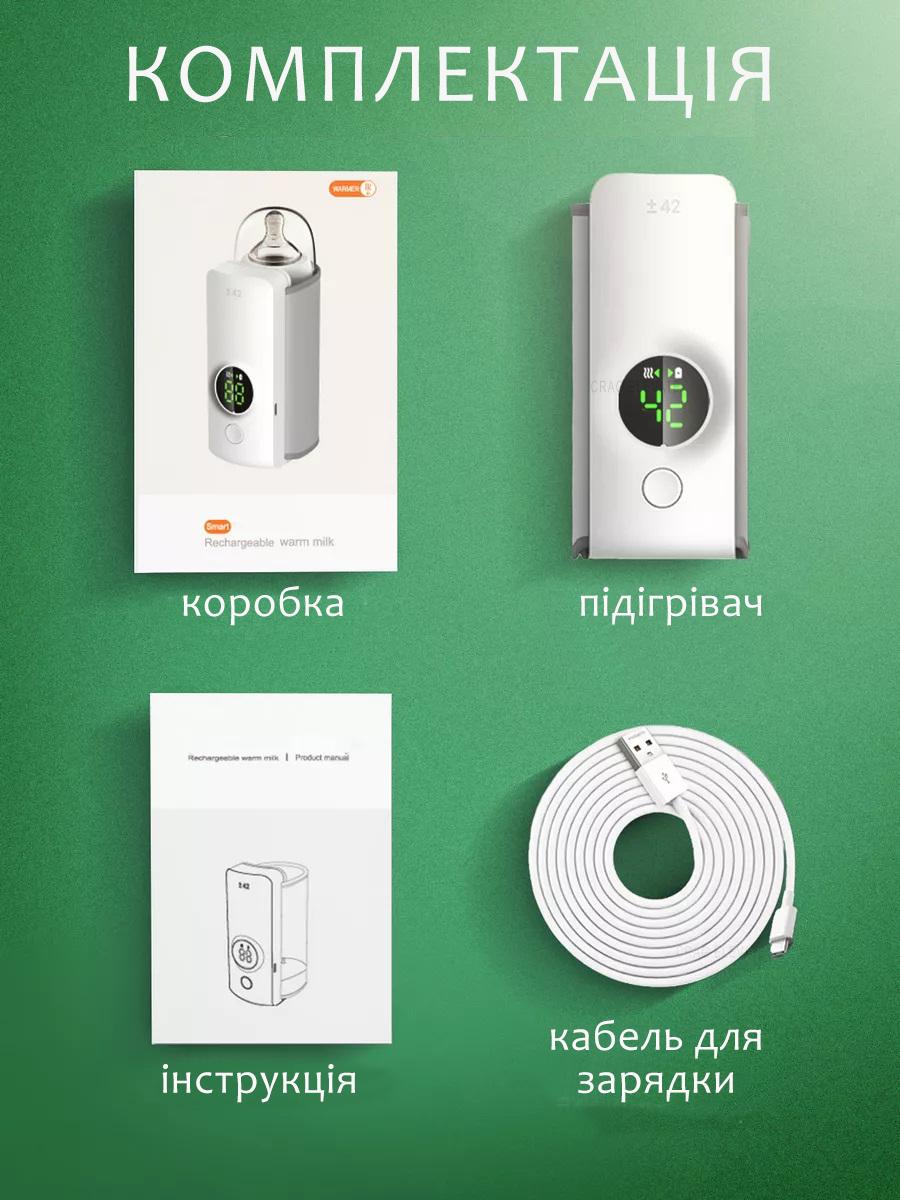 КОМПЛЕКТАЦІЯ
WARMER
±42
±42
42
88
Smart
Rechargeable warm milk
коробка
підігрівач
Rechargeable warm milk | Product manual
±42
88
інструкція
кабель для
зарядки